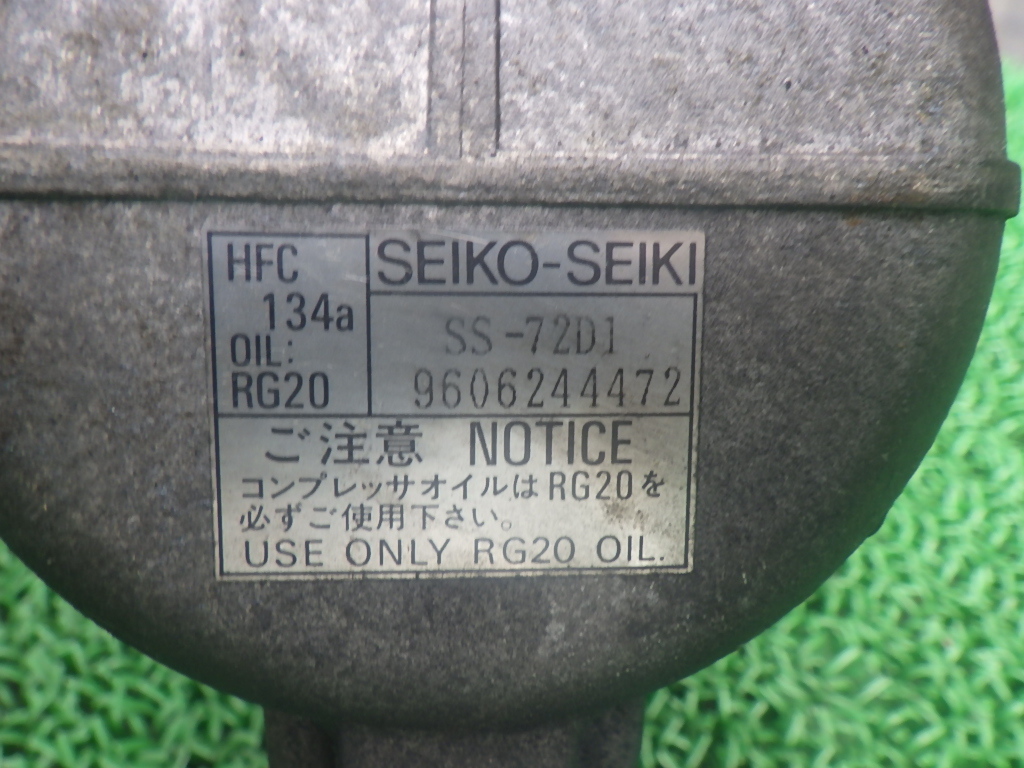 HFC
134a
OIL:
RG20
SEIKO-SEIKI
SS-72D1
9606244472
ご注意 NOTICE
コンプレッサオイルはRG20を
必ずご使用下さい。
USE ONLY RG20 OIL.